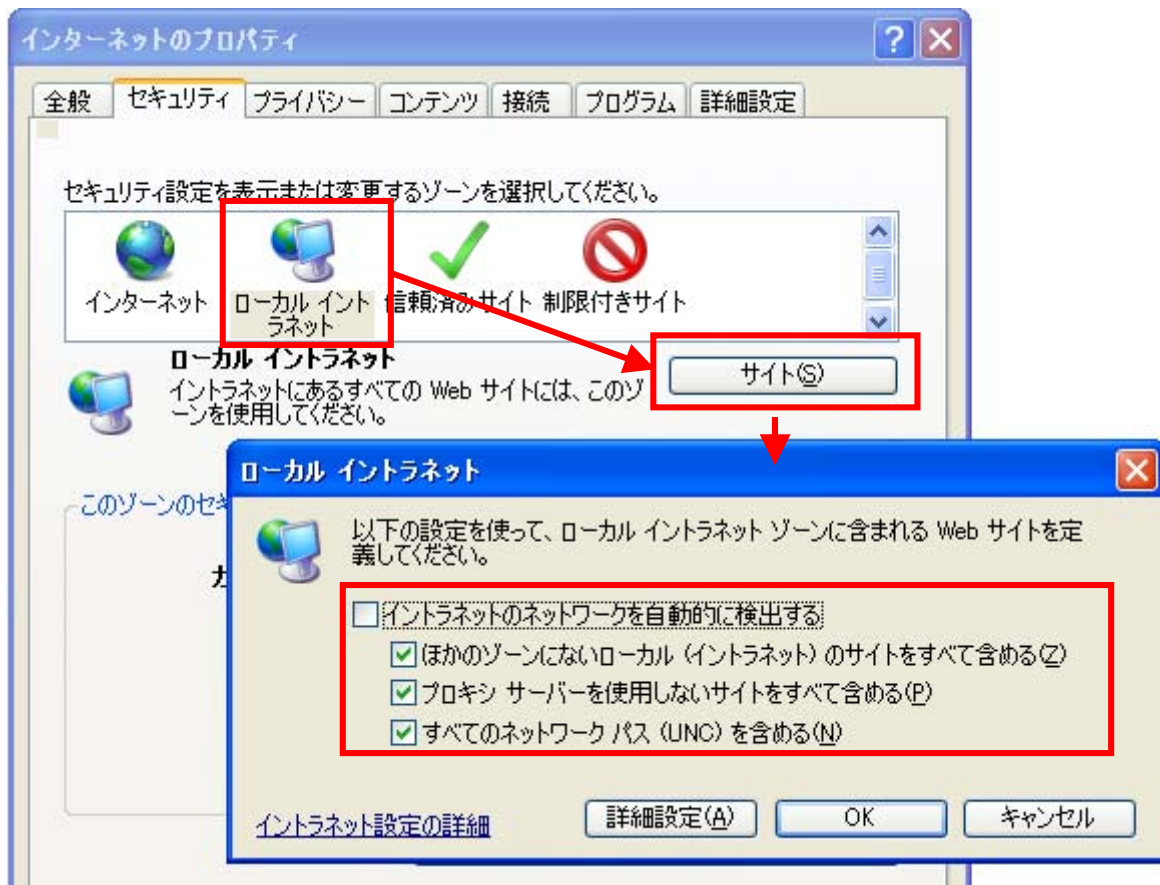 インターネットのプロパティ
全般 セキュリティ プライバシー コンテンツ 接続 プログラム 詳細設定
セキュリティ設定を表示または変更するゾーンを選択してください。
インターネット
ローカル イント
ラネット
信頼済みサイト
制限付きサイト
ローカル イントラネット
イントラネットにあるすべての Web サイトには、このゾ
ーンを使用してください。
サイト(S)
このゾーンのセキ
ローカル イントラネット
以下の設定を使って、ローカル イントラネット ゾーンに含まれる Web サイトを定
義してください。
イントラネットのネットワークを自動的に検出する
ほかのゾーンにないローカル (イントラネット) のサイトをすべて含める(Z)
プロキシ サーバーを使用しないサイトをすべて含める(P)
すべてのネットワーク パス (UNC) を含める(N)
イントラネット設定の詳細
詳細設定(A)
OK
キャンセル